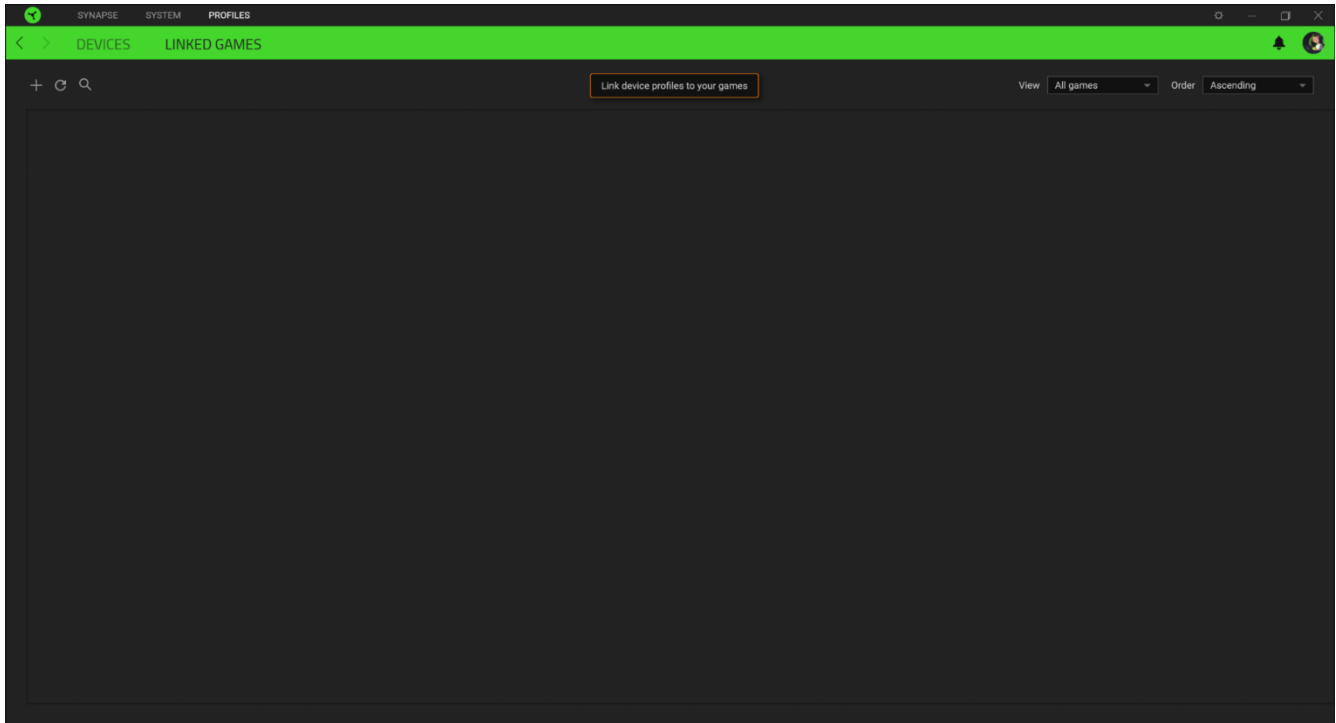 SYNAPSE SYSTEM PROFILES
DEVICES LINKED GAMES
Link device profiles to your games View All games Order Ascending